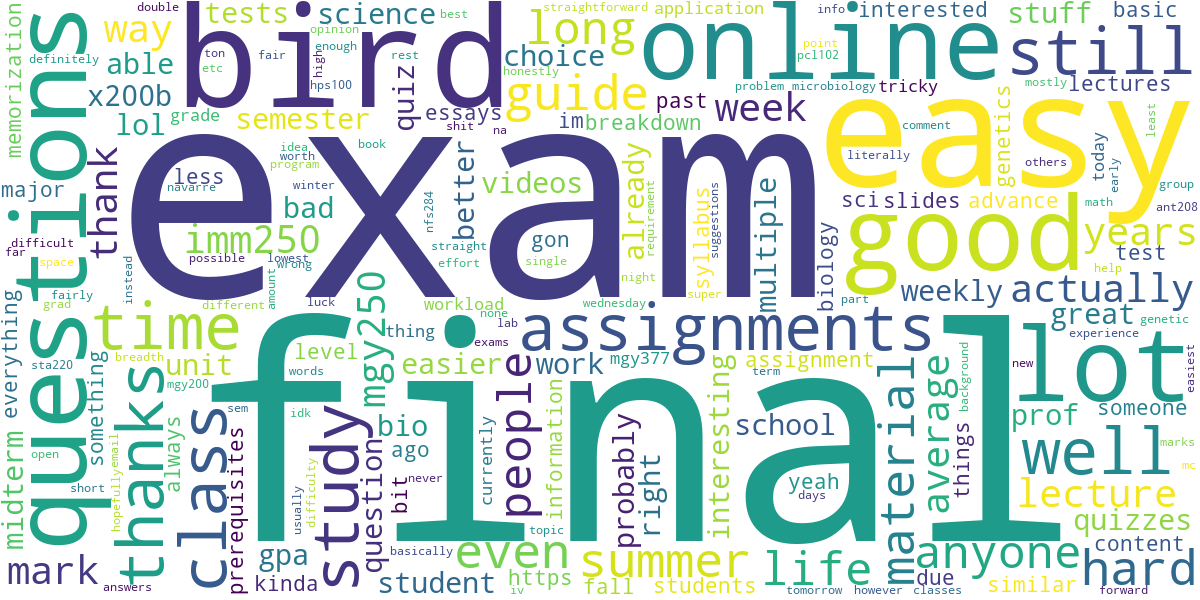 double
tests
science
opinion
best
straightforward
application
info
interested
stuff
basic
memorization
definitely
way
able
ton
etc
fair
high
enough
rest
bird
long
choice
online
point
pcl102
still
x200b
hps100
quiz
honestly
guide
past
week
problem
microbiology
tricky
mostly
lectures
lol
grade
semester
essays
shit
na
im
breakdown
comment
genetics
today
early
least
questions
thank
major
less
idea
worth
program
book
exam
literally
others
easy
group
navarre
winter
bad
nfs284
better
videos
already
requirement
suggestions
syllabus
multiple
biology
sci
slides
advance
math
ant208
good
years
difficult
far
space
fairly
imm250
possible
lowest
wrong
straight
effort
gon
single
night
super
part
help
test
everything
grad
instead
time
different
amount
luck
mgy250
workload
none
thing
lab
exams
wednesday
assignments
weekly
actually
great
experience
genetic
easiest
sta220
something
breadth
mgy200
unit
level
words
easier
work
mgy377
assignment
term
background
new
lot
final
thanks
class
sem
idk
study
bio
people
information
interesting
school
material
average
prof
someone
midterm
open
always
prerequisites
usually
difficulty
question
ago
bit
never
currently
probably
right
yeah
days
things
well
marks
mc
short
hopefully
email
gpa
basically
topic
even
summer
life
anyone
lecture
quizzes
content
hard
mark
answers
kinda
student
https
iv
fall
students
tomorrow
however
due
classes
similar
forward